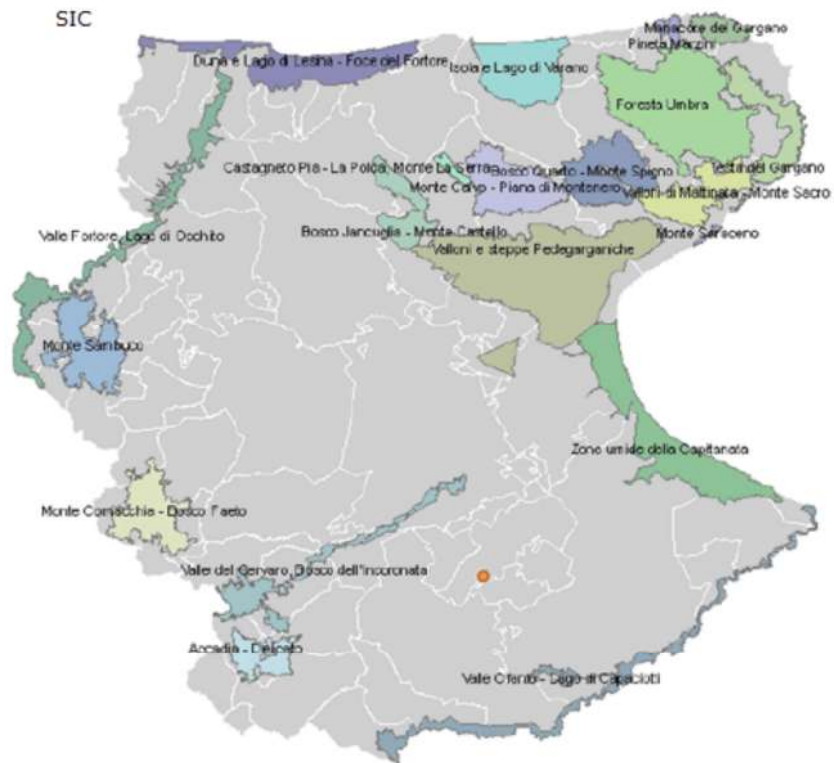 SIC
Manacore del Gargano
Pineta Marzini
Duna e Lago di Lesina - Foce del Fortore
Isola e Lago di Varano
Foresta Umbra
Castagneto Pia - La Polda, Monte La Serra
Bosco Quarto - Monte Spigno
Testa del Gargano
Monte Calvo - Piana di Montenero
Valloni di Mattinata - Monte Sacro
Valle Fortore, Lago di Occhito
Bosco Jancuglia - Monte Castello
Monte Saraceno
Valloni e steppe Pedegarganiche
Monte Sambuco
Zone umide della Capitanata
Monte Cornacchia - Bosco Faeto
Valle del Cervaro, Bosco dell'Incoronata
Accadia - Deliceto
Valle Ofanto - Lago di Capaciotti